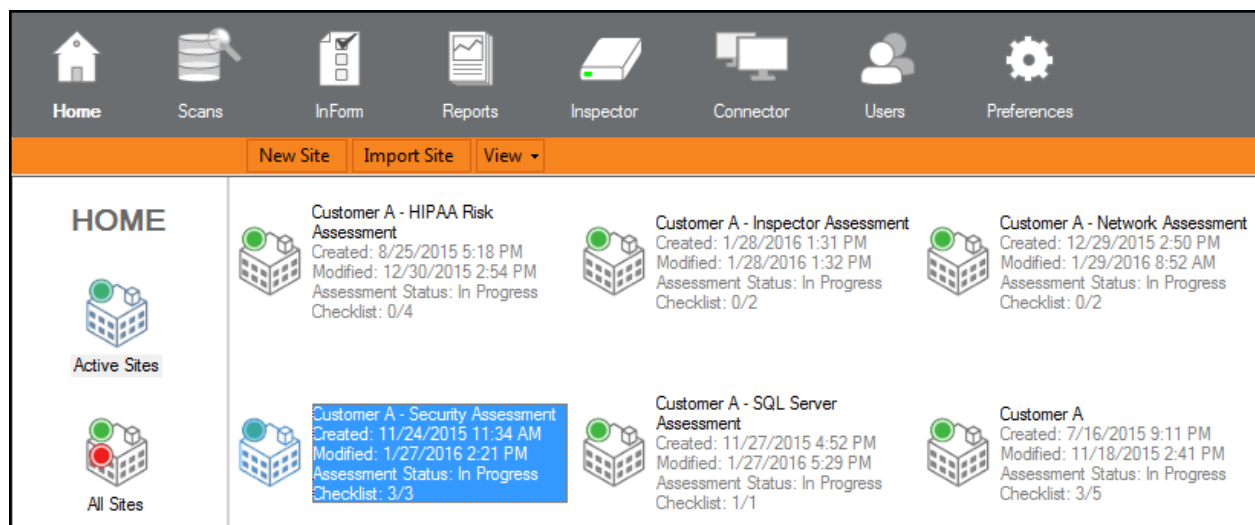 Home
Scans
InForm
Reports
Inspector
Connector
Users
Preferences
New Site
Import Site
View
HOME
Active Sites
All Sites
Customer A - HIPAA Risk
Assessment
Created: 8/25/2015 5:18 PM
Modified: 12/30/2015 2:54 PM
Assessment Status: In Progress
Checklist: 0/4
Customer A - Inspector Assessment
Created: 1/28/2016 1:31 PM
Modified: 1/28/2016 1:32 PM
Assessment Status: In Progress
Checklist: 0/2
Customer A - Network Assessment
Created: 12/29/2015 2:50 PM
Modified: 1/29/2016 8:52 AM
Assessment Status: In Progress
Checklist: 0/2
Customer A - Security Assessment
Created: 11/24/2015 11:34 AM
Modified: 1/27/2016 2:21 PM
Assessment Status: In Progress
Checklist: 3/3
Customer A - SQL Server
Assessment
Created: 11/27/2015 4:52 PM
Modified: 1/27/2016 5:29 PM
Assessment Status: In Progress
Checklist: 1/1
Customer A
Created: 7/16/2015 9:11 PM
Modified: 11/18/2015 2:41 PM
Assessment Status: In Progress
Checklist: 3/5